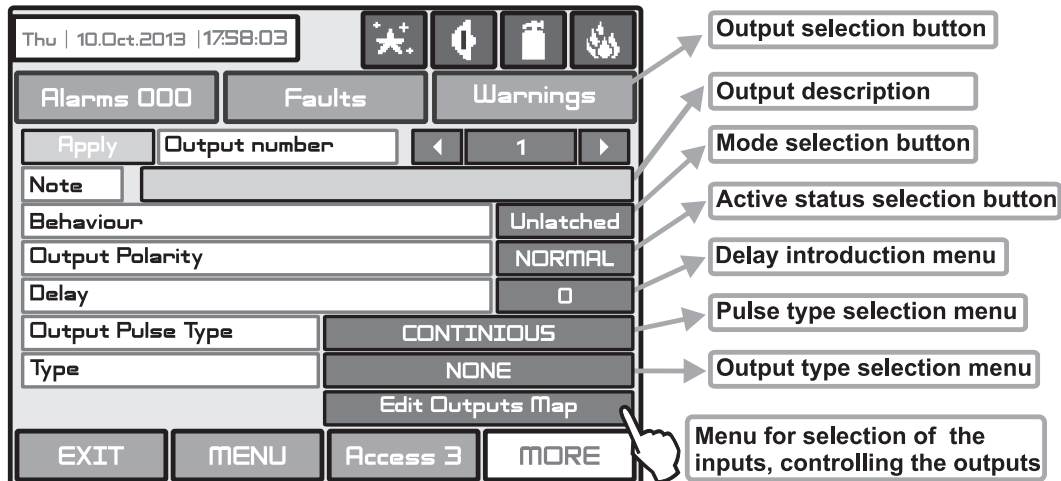 Thu | 10.Oct.2013 |17:58:03
Alarms 000
Faults
Warnings
Apply
Output number
1
Note
Behaviour
Unlatched
Output Polarity
NORMAL
Delay
0
Output Pulse Type
CONTINIOUS
Type
NONE
Edit Outputs Map
EXIT
MENU
Access 3
MORE
Output selection button
Output description
Mode selection button
Active status selection button
Delay introduction menu
Pulse type selection menu
Output type selection menu
Menu for selection of the
inputs, controlling the outputs